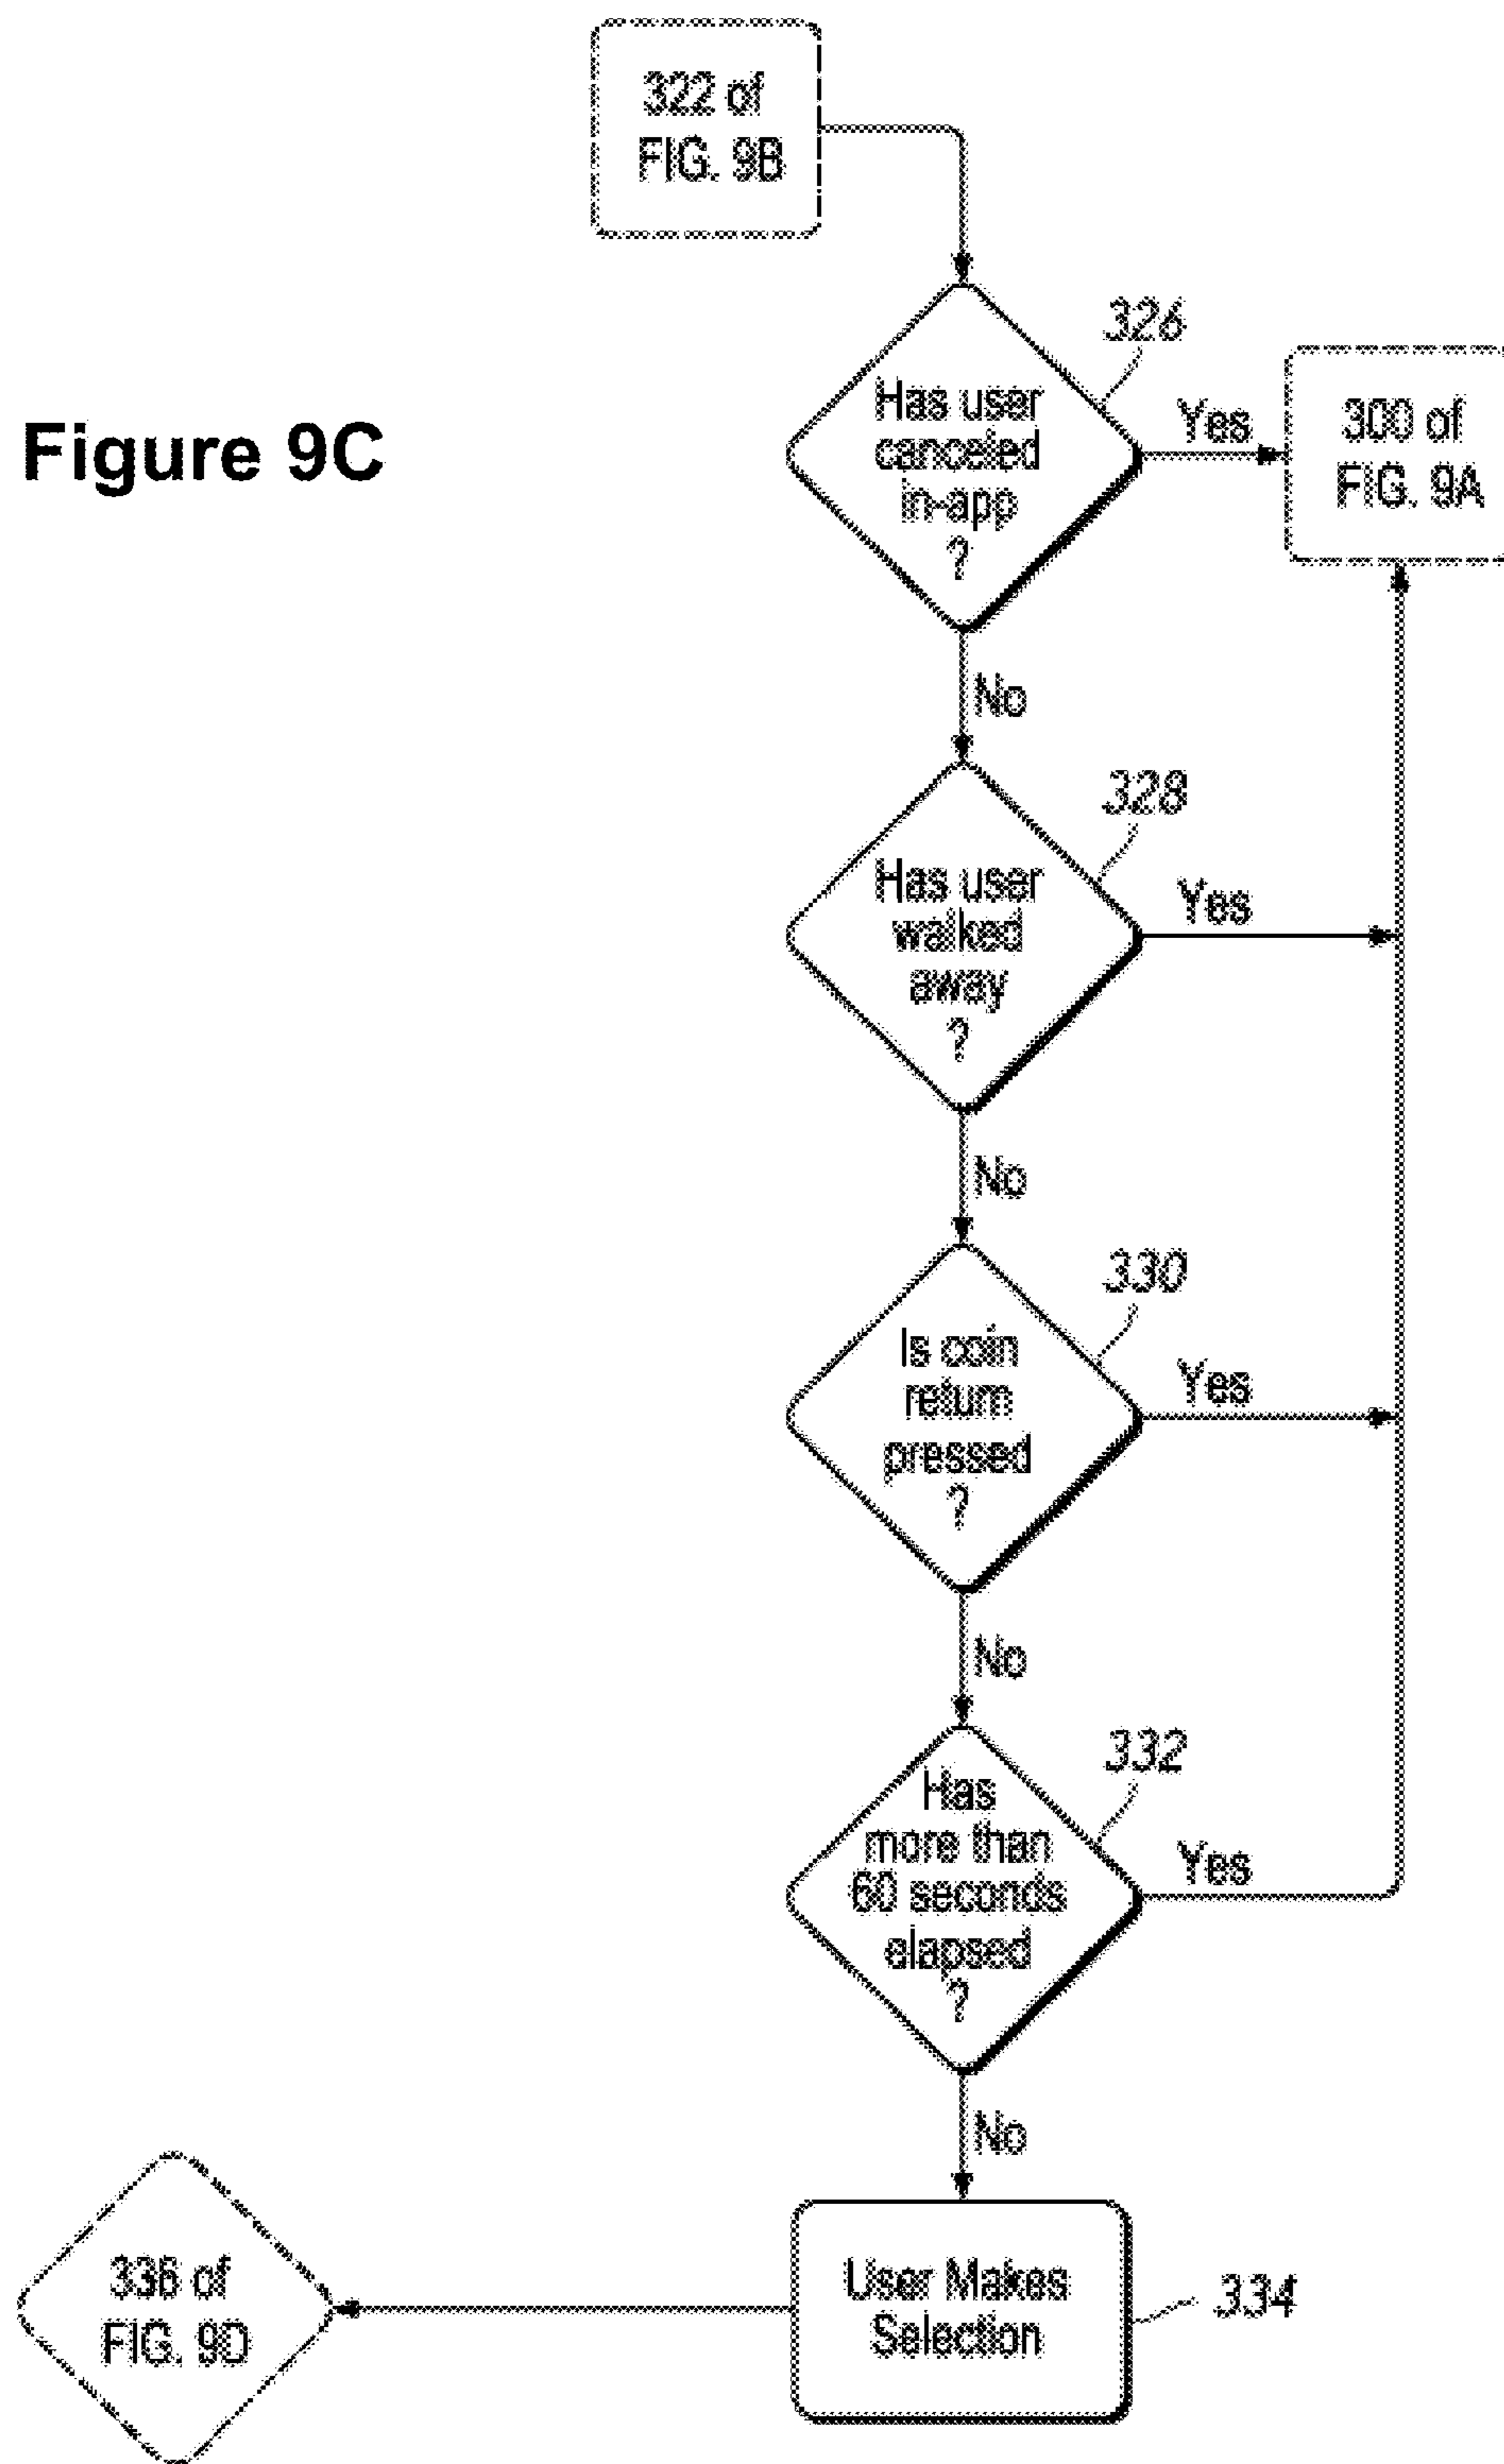 322 of
FIG. 9B
326
Has user
canceled
in-app
?
Yes
300 of
FIG. 9A
Figure 9C
No
328
Has user
walked
away
?
Yes
No
330
Is coin
return
pressed
?
Yes
No
332
Has
more than
60 seconds
elapsed
?
Yes
No
336 of
FIG. 9D
User Makes
Selection
334